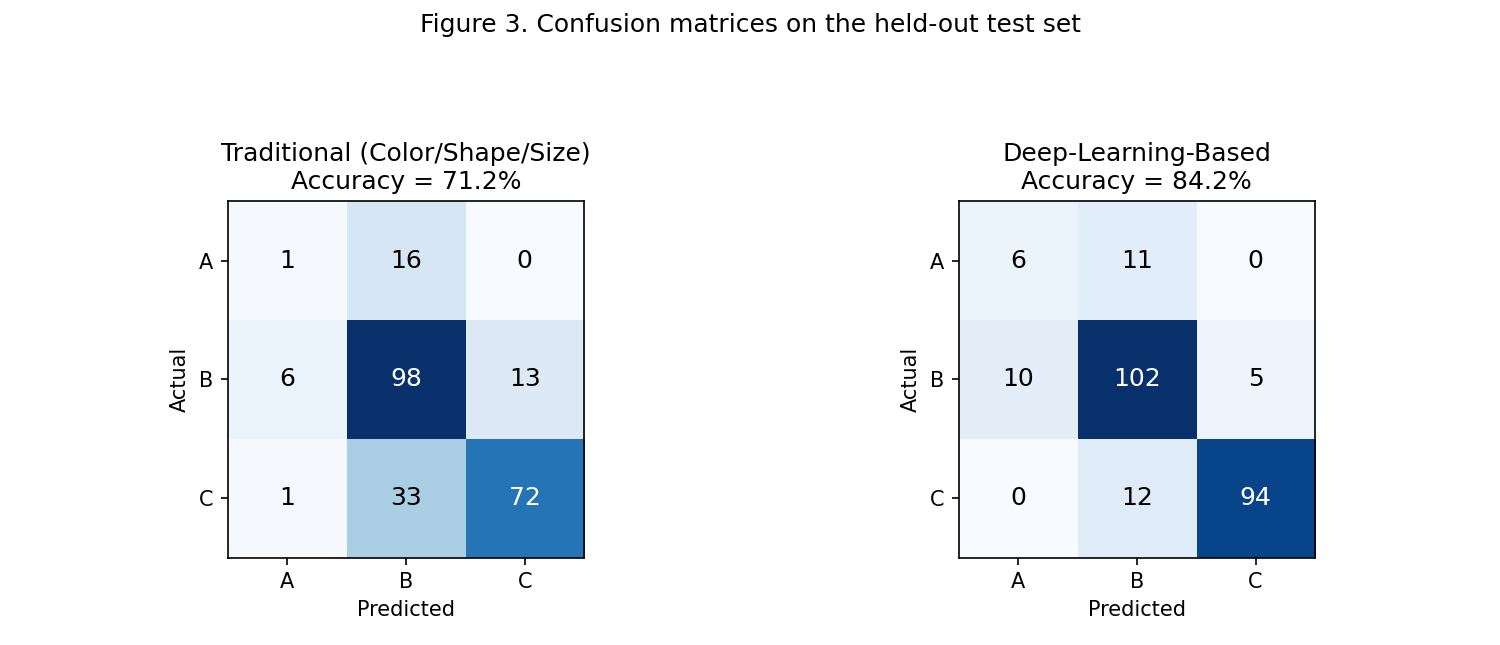 Figure 3. Confusion matrices on the held-out test set
Traditional (Color/Shape/Size)
Accuracy = 71.2%
Actual
A
1
16
0
B
6
98
13
C
1
33
72
A
B
C
Predicted
Deep-Learning-Based
Accuracy = 84.2%
Actual
A
6
11
0
B
10
102
5
C
0
12
94
A
B
C
Predicted